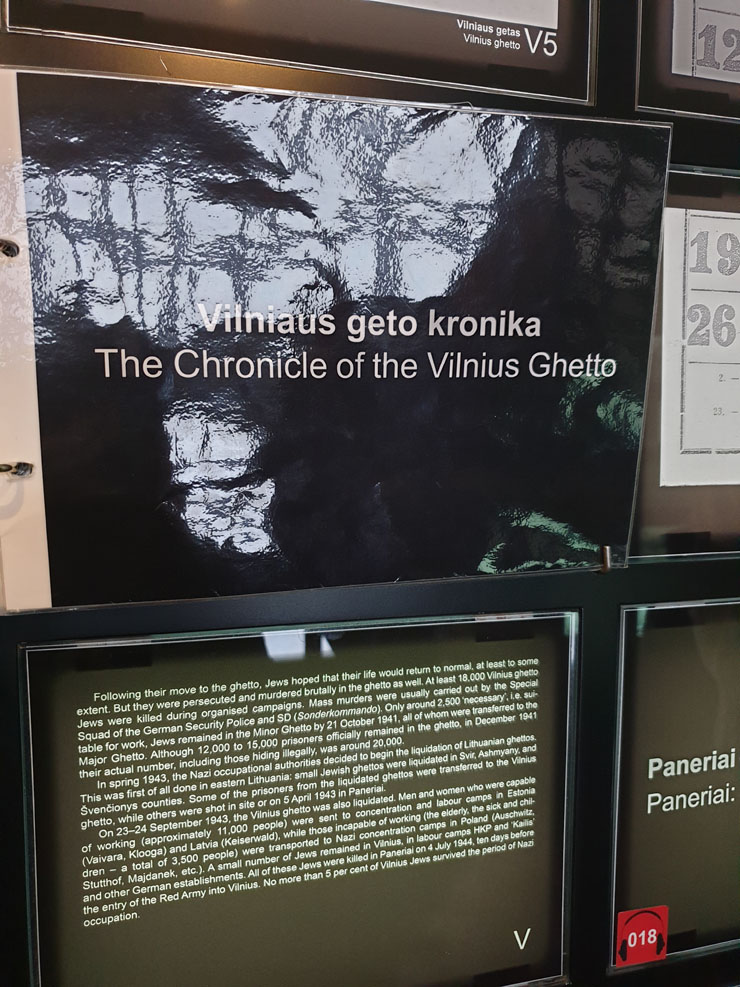 Vilniaus getas
Vilnius ghetto V5
12
Vilniaus geto kronika
The Chronicle of the Vilnius Ghetto
19
26
2. –
23. –
Following their move to the ghetto, Jews hoped that their life would return to normal, at least to some
extent. But they were persecuted and murdered brutally in the ghetto as well. At least 18,000 Vilnius ghetto
Jews were killed during organised campaigns. Mass murders were usually carried out by the Special
Squad of the German Security Police and SD (Sonderkommando). Only around 2,500 'necessary', i.e. sui-
table for work, Jews remained in the Minor Ghetto by 21 October 1941, all of whom were transferred to the
Major Ghetto. Although 12,000 to 15,000 prisoners officially remained in the ghetto, in December 1941
their actual number, including those hiding illegally, was around 20,000.
In spring 1943, the Nazi occupational authorities decided to begin the liquidation of Lithuanian ghettos.
This was first of all done in eastern Lithuania: small Jewish ghettos were liquidated in Svir, Ashmyany, and
Švenčionys counties. Some of the prisoners from the liquidated ghettos were transferred to the Vilnius
ghetto, while others were shot in site or on 5 April 1943 in Paneriai.
On 23–24 September 1943, the Vilnius ghetto was also liquidated. Men and women who were capable
of working (approximately 11,000 people) were sent to concentration and labour camps in Estonia
(Vaivara, Klooga) and Latvia (Keiserwald), while those incapable of working (the elderly, the sick and chil-
dren – a total of 3,500 people) were transported to Nazi concentration camps in Poland (Auschwitz,
Stutthof, Majdanek, etc.). A small number of Jews remained in Vilnius, in labour camps HKP and 'Kailis'
and other German establishments. All of these Jews were killed in Paneriai on 4 July 1944, ten days before
the entry of the Red Army into Vilnius. No more than 5 per cent of Vilnius Jews survived the period of Nazi
occupation.
V
Paneriai
Paneriai:
018